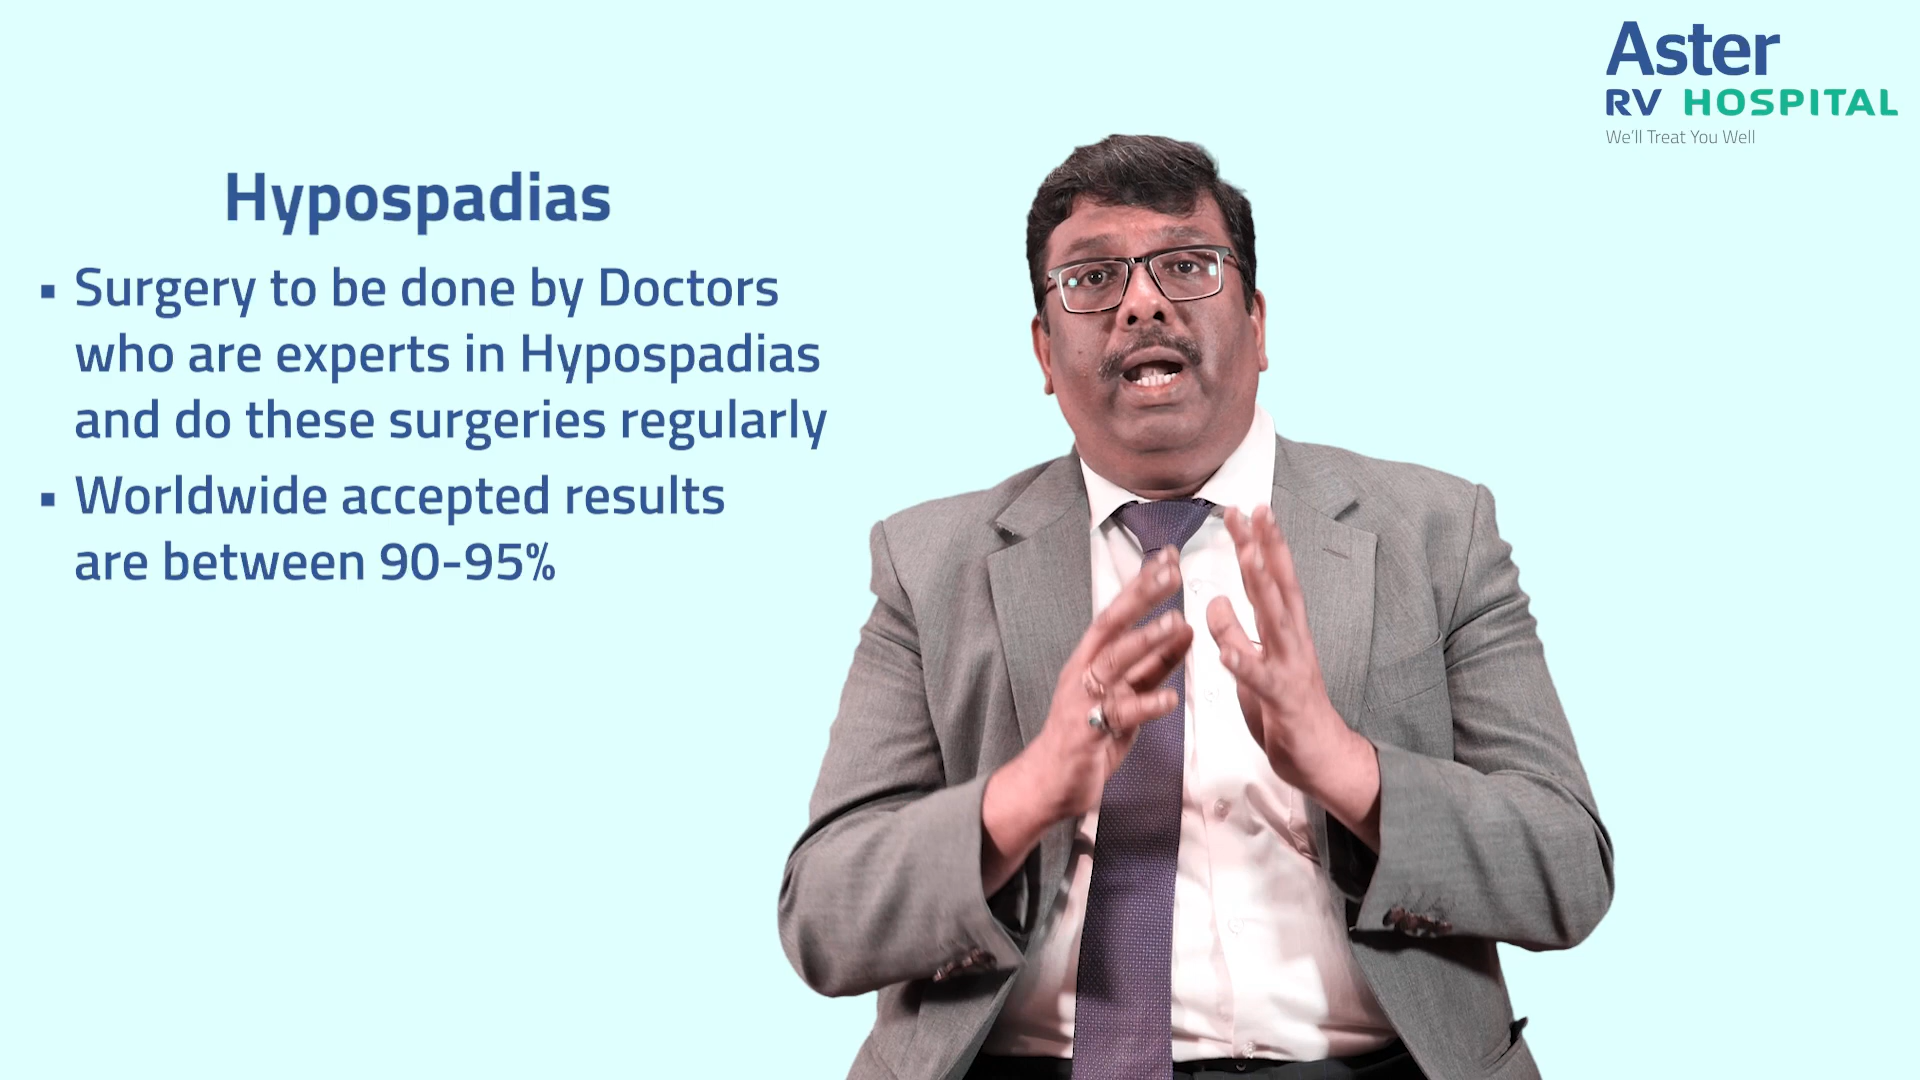 Aster
RV HOSPITAL
We'll Treat You Well
Hypospadias
▪ Surgery to be done by Doctors
who are experts in Hypospadias
and do these surgeries regularly
▪ Worldwide accepted results
are between 90-95%